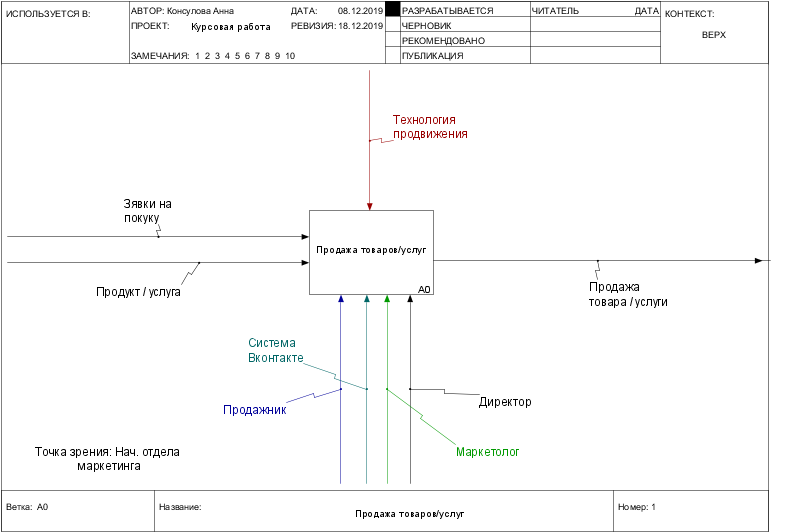 ИСПОЛЬЗУЕТСЯ В:
АВТОР: Консулова Анна
ДАТА: 08.12.2019
РАЗРАБАТЫВАЕТСЯ
ЧИТАТЕЛЬ
ДАТА
КОНТЕКСТ:
ПРОЕКТ: Курсовая работа
РЕВИЗИЯ: 18.12.2019
ЧЕРНОВИК
ВЕРХ
РЕКОМЕНДОВАНО
ЗАМЕЧАНИЯ: 1 2 3 4 5 6 7 8 9 10
ПУБЛИКАЦИЯ
Технология
продвижения
Зявки на
покуку
Продажа товаров/услуг
A0
Продукт / услуга
Продажа
товара / услуги
Система
Вконтакте
Продажник
Директор
Маркетолог
Точка зрения: Нач. отдела
маркетинга
Ветка: A0
Название:
Продажа товаров/услуг
Номер: 1